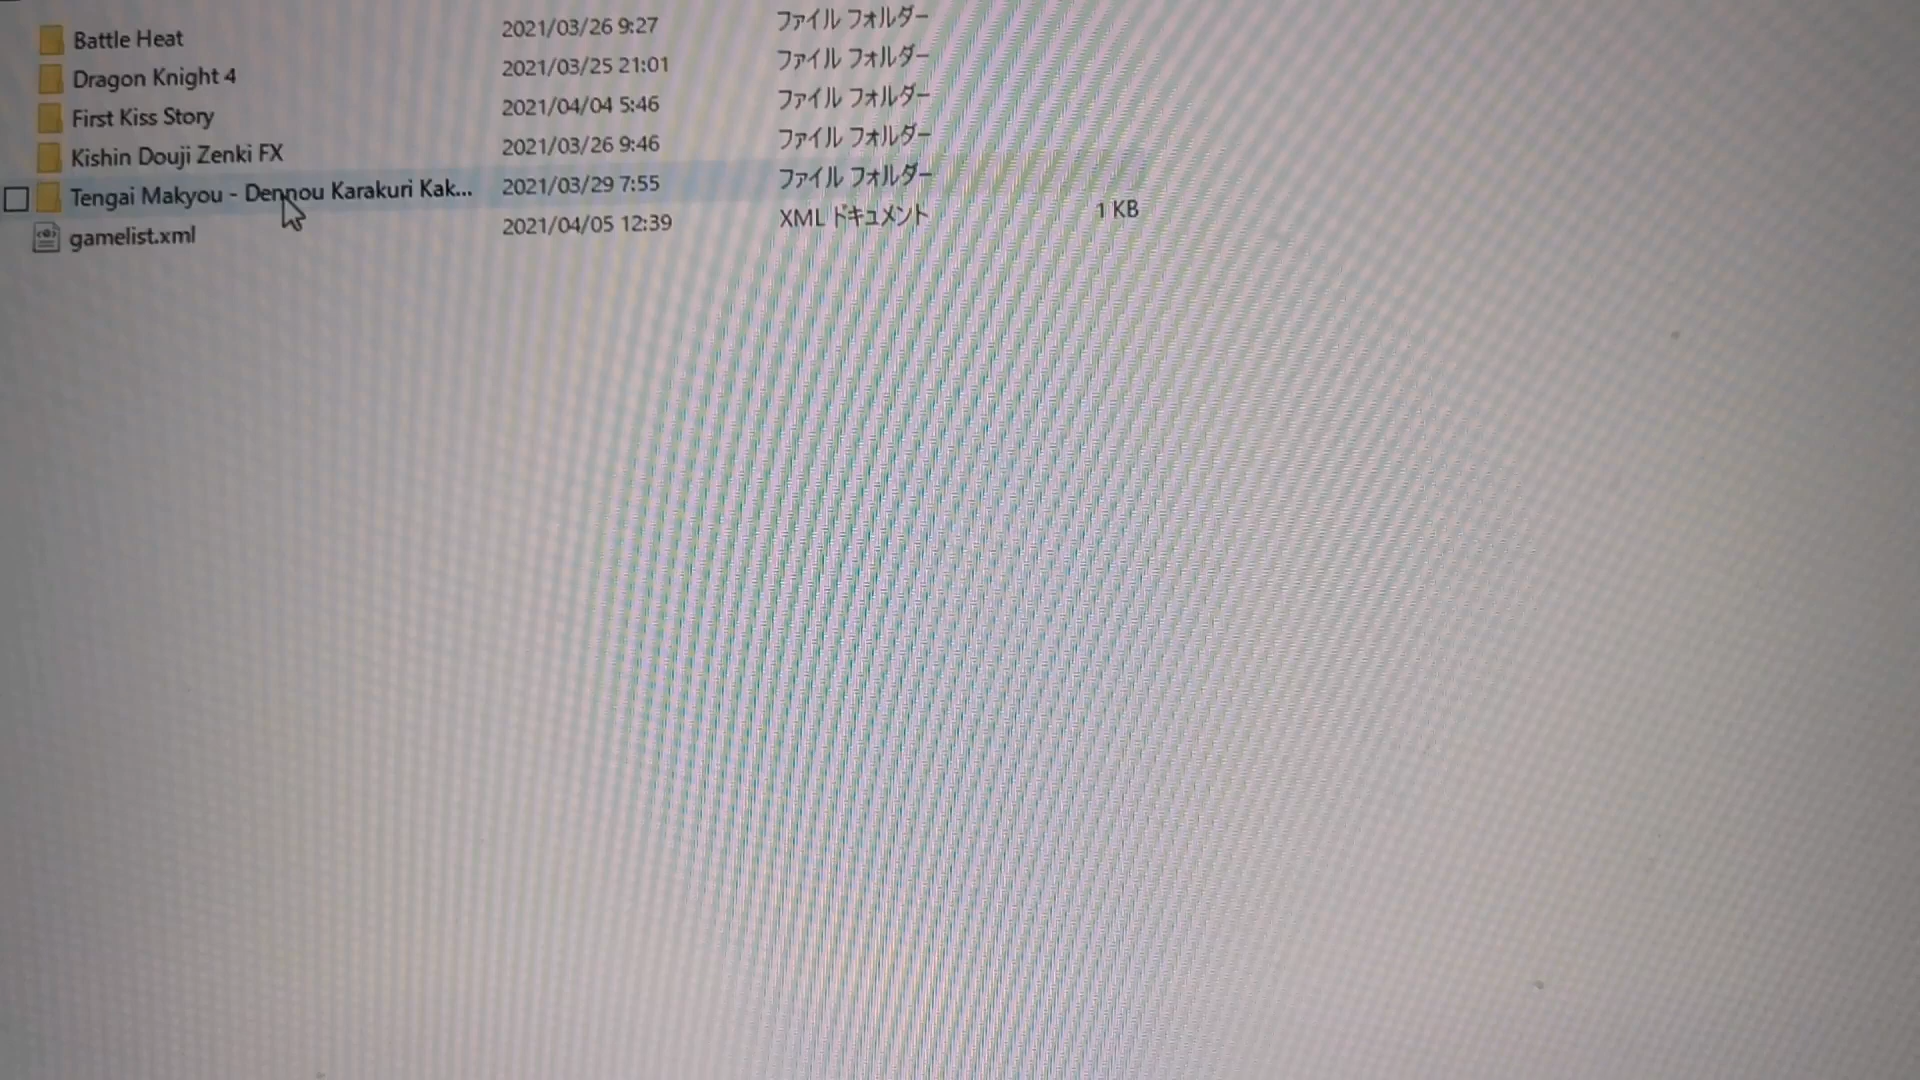 Battle Heat 2021/03/26 9:27 ファイル フォルダー
Dragon Knight 4 2021/03/25 21:01 ファイル フォルダー
First Kiss Story 2021/04/04 5:46 ファイル フォルダー
Kishin Douji Zenki FX 2021/03/26 9:46 ファイル フォルダー
Tengai Makyou - Dennou Karakuri Kak... 2021/03/29 7:55 ファイル フォルダー
gamelist.xml 2021/04/05 12:39 XML ドキュメント 1 KB